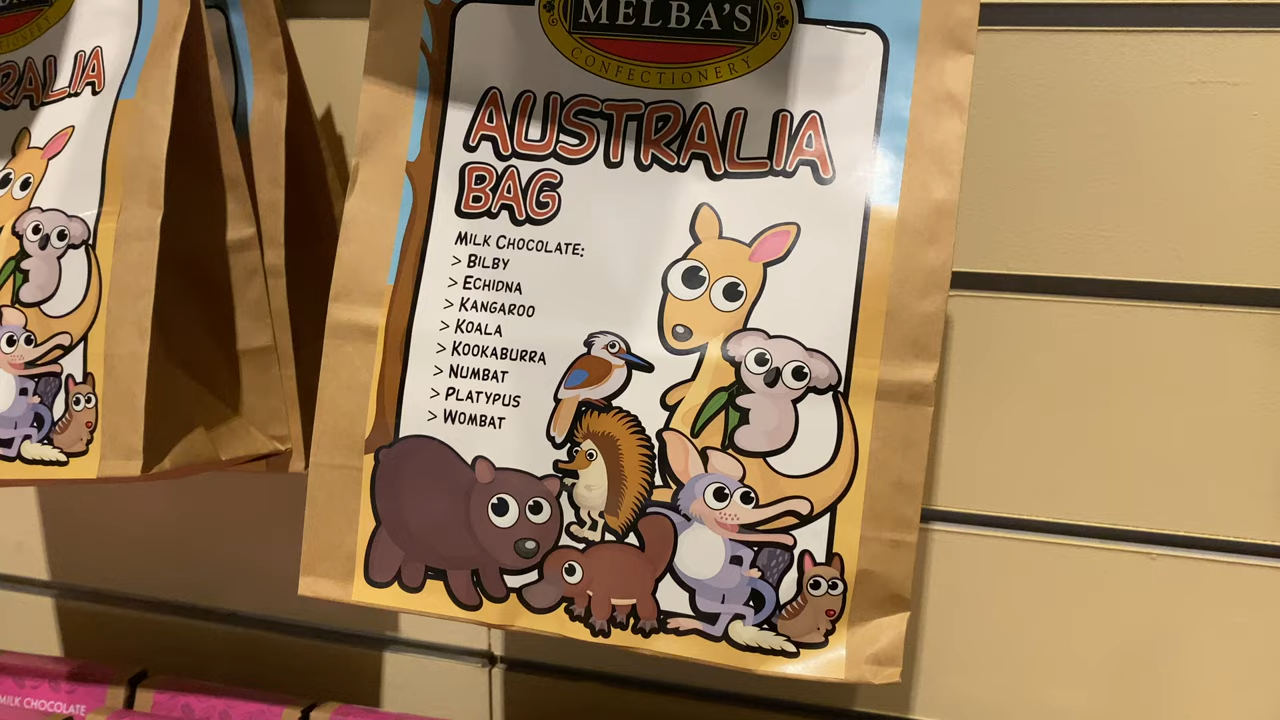 RALIA
MELBA'S
CONFECTIONERY
AUSTRALIA
BAG
MILK CHOCOLATE:
> BILBY
> ECHIDNA
> KANGAROO
> KOALA
> KOOKABURRA
> NUMBAT
> PLATYPUS
> WOMBAT
MILK CHOCOLATE